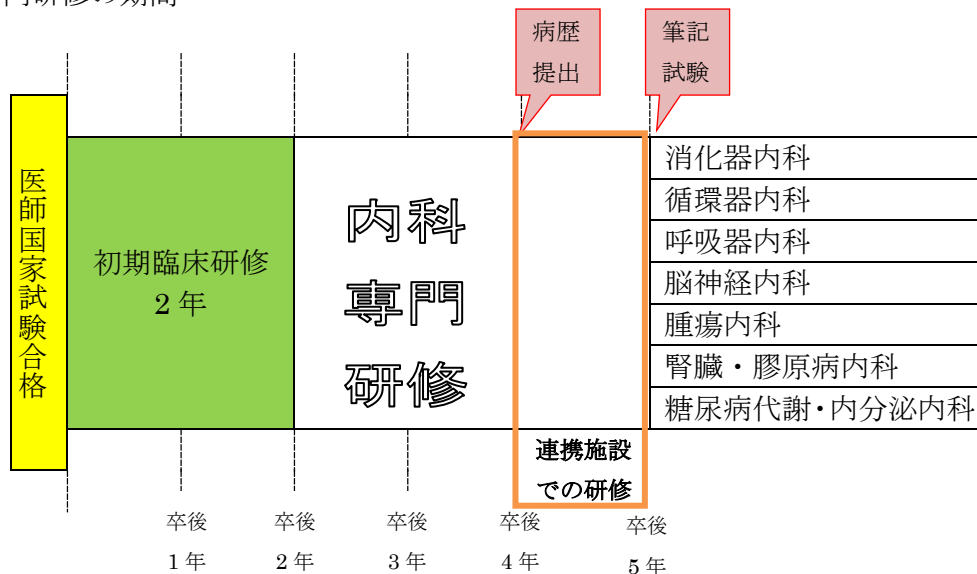 病歴
提出
筆記
試験
医師国家試験合格
初期臨床研修
2 年
内科
専門
研修
消化器内科
循環器内科
呼吸器内科
脳神経内科
腫瘍内科
腎臓・膠原病内科
糖尿病代謝・内分泌内科
連携施設
での研修
卒後
1 年
卒後
2 年
卒後
3 年
卒後
4 年
卒後
5 年